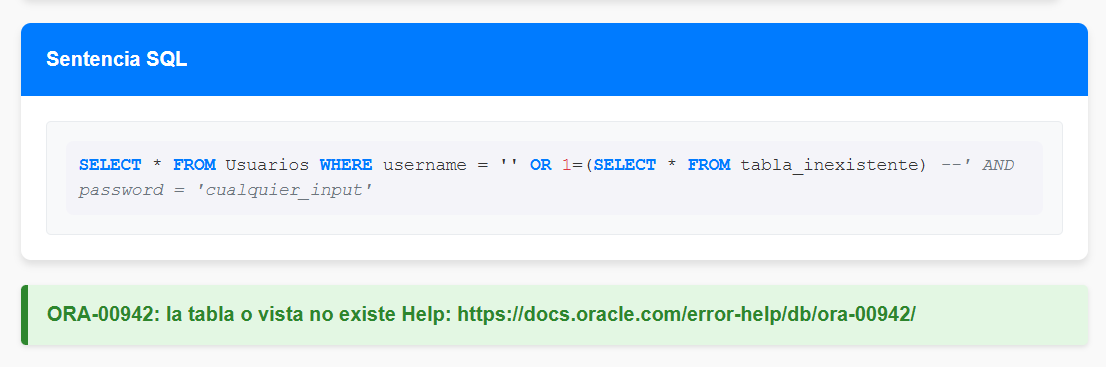 Sentencia SQL
SELECT * FROM Usuarios WHERE username = '' OR 1=(SELECT * FROM tabla_inexistente) --' AND
password = 'cualquier_input'
ORA-00942: la tabla o vista no existe Help: https://docs.oracle.com/error-help/db/ora-00942/